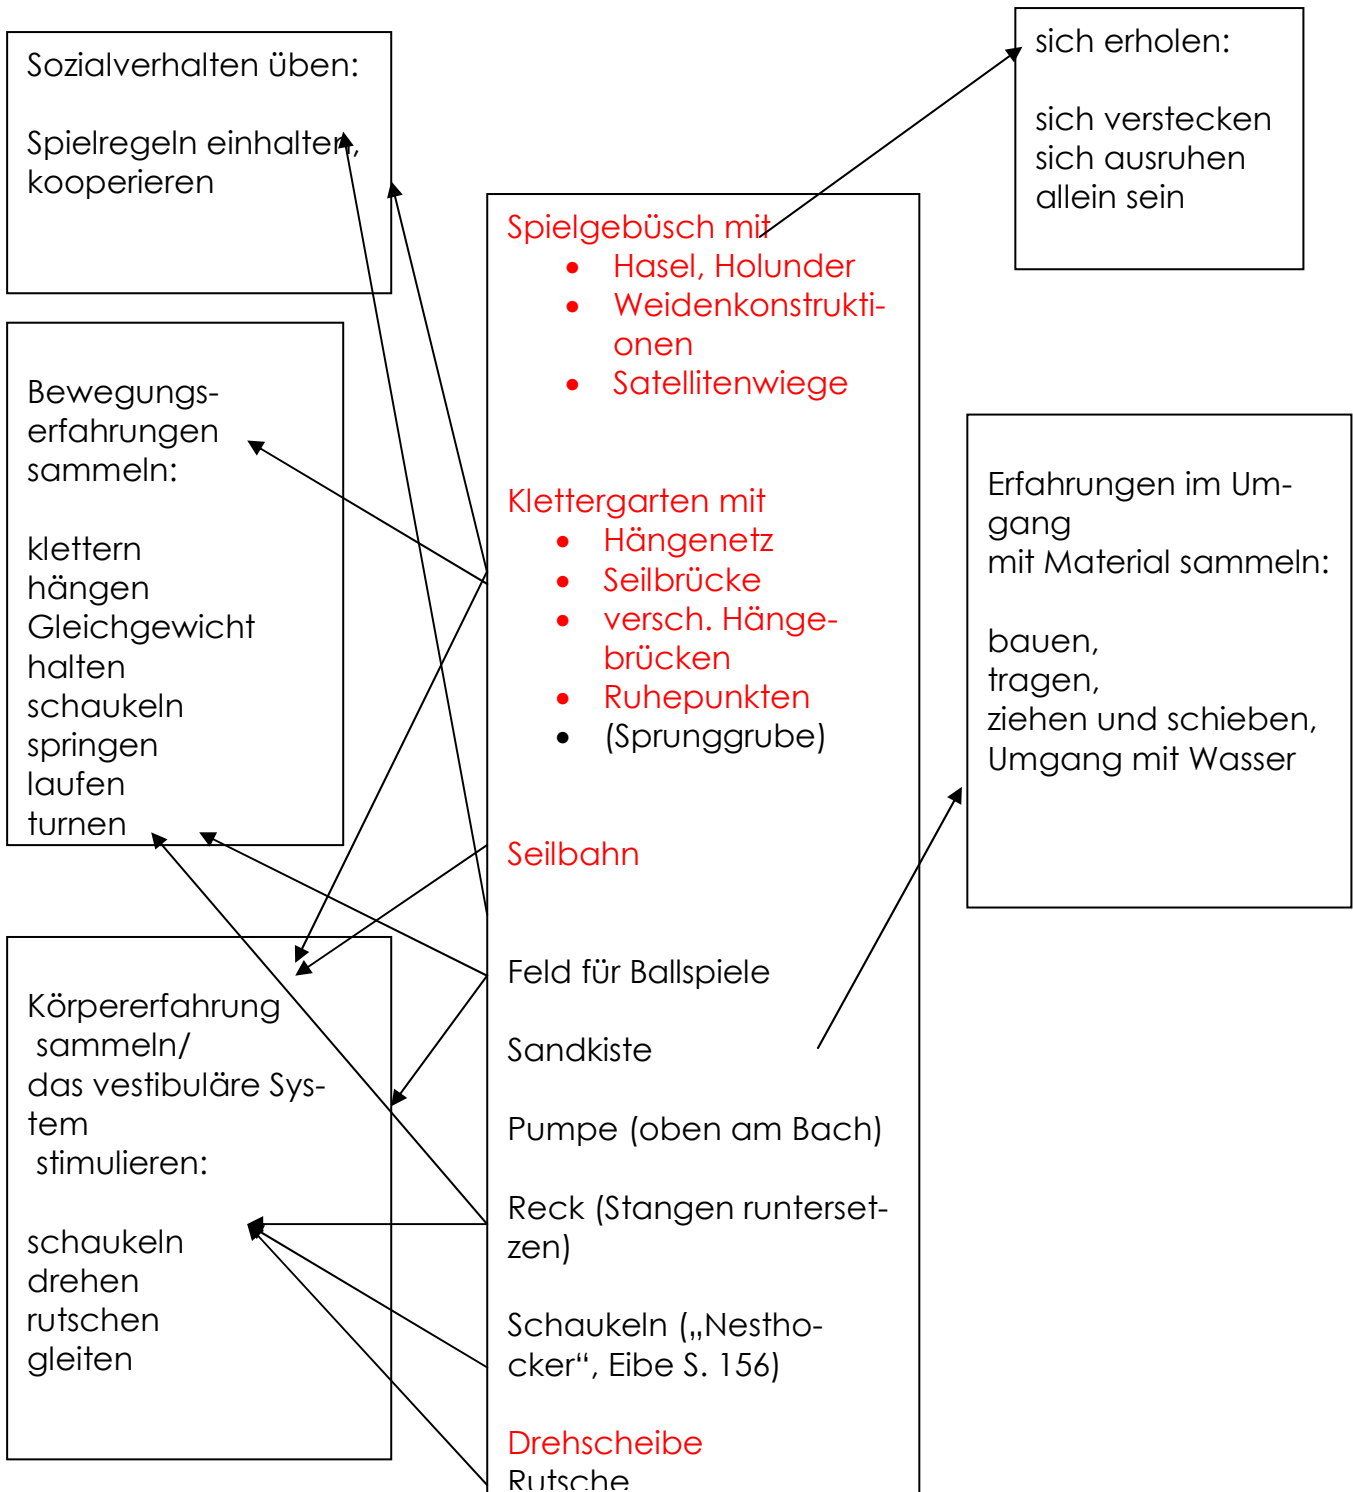 Sozialverhalten üben:
Spielregeln einhalten,
kooperieren
Bewegungs-
erfahrungen
sammeln:
klettern
hängen
Gleichgewicht
halten
schaukeln
springen
laufen
turnen
Körpererfahrung
sammeln/
das vestibuläre Sys-
tem
stimulieren:
schaukeln
drehen
rutschen
gleiten
Spielgebüsch mit
• Hasel, Holunder
• Weidenkonstrukti-
onen
• Satellitenwiege
Klettergarten mit
• Hängenetz
• Seilbrücke
• versch. Hänge-
brücken
• Ruhepunkten
• (Sprunggrube)
Seilbahn
Feld für Ballspiele
Sandkiste
Pumpe (oben am Bach)
Reck (Stangen runterset-
zen)
Schaukeln („Nestho-
cker“, Eibe S. 156)
Drehscheibe
Rutsche
sich erholen:
sich verstecken
sich ausruhen
allein sein
Erfahrungen im Um-
gang
mit Material sammeln:
bauen,
tragen,
ziehen und schieben,
Umgang mit Wasser